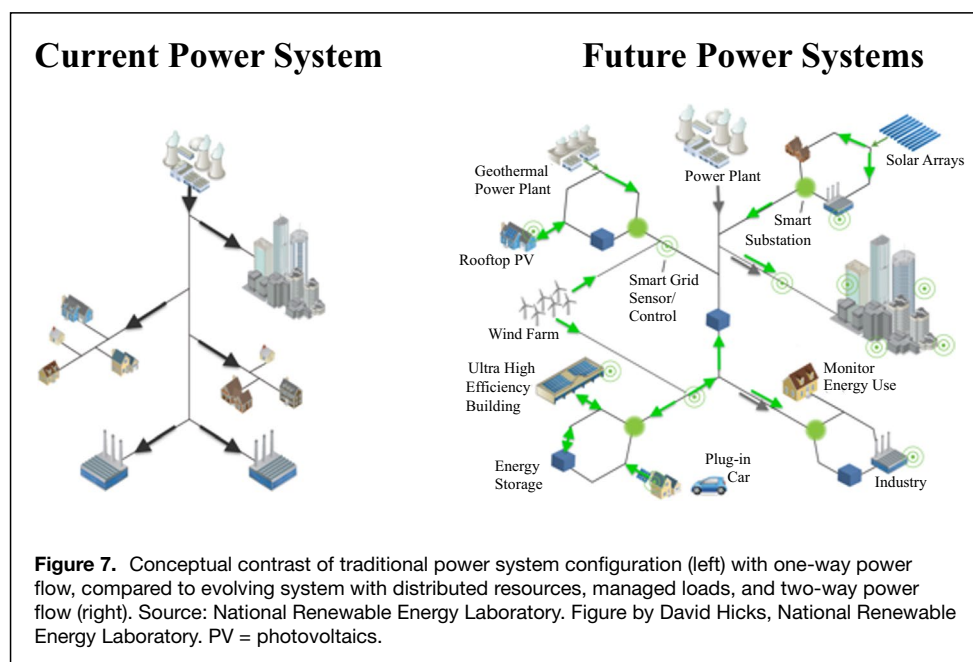 Current Power System
Future Power Systems
Geothermal
Power Plant
Power Plant
Solar Arrays
Smart
Substation
Rooftop PV
Smart Grid
Sensor/
Control
Wind Farm
Ultra High
Efficiency
Building
Monitor
Energy Use
Energy
Storage
Plug-in
Car
Industry
Figure 7. Conceptual contrast of traditional power system configuration (left) with one-way power
flow, compared to evolving system with distributed resources, managed loads, and two-way power
flow (right). Source: National Renewable Energy Laboratory. Figure by David Hicks, National Renewable
Energy Laboratory. PV = photovoltaics.